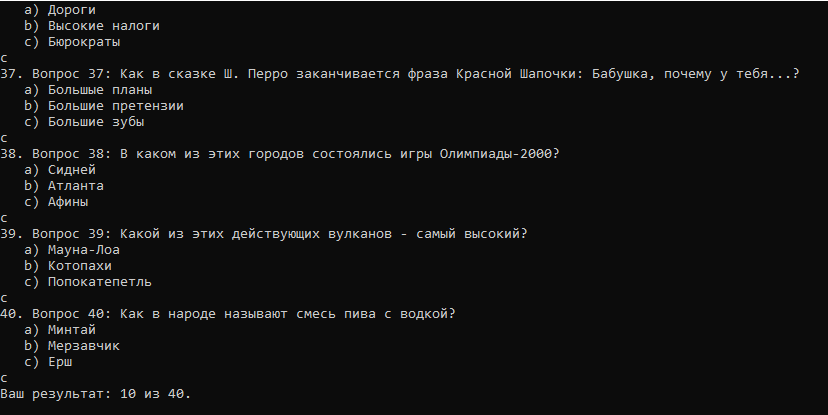 a) Дороги
b) Высокие налоги
c) Бюрократы
c
37. Вопрос 37: Как в сказке Ш. Перро заканчивается фраза Красной Шапочки: Бабушка, почему у тебя...?
a) Большые планы
b) Большие претензии
c) Большие зубы
c
38. Вопрос 38: В каком из этих городов состоялись игры Олимпиады-2000?
a) Сидней
b) Атланта
c) Афины
c
39. Вопрос 39: Какой из этих действующих вулканов - самый высокий?
a) Мауна-Лоа
b) Котопахи
c) Попокатепетль
c
40. Вопрос 40: Как в народе называют смесь пива с водкой?
a) Минтай
b) Мерзавчик
c) Ерш
c
Ваш результат: 10 из 40.